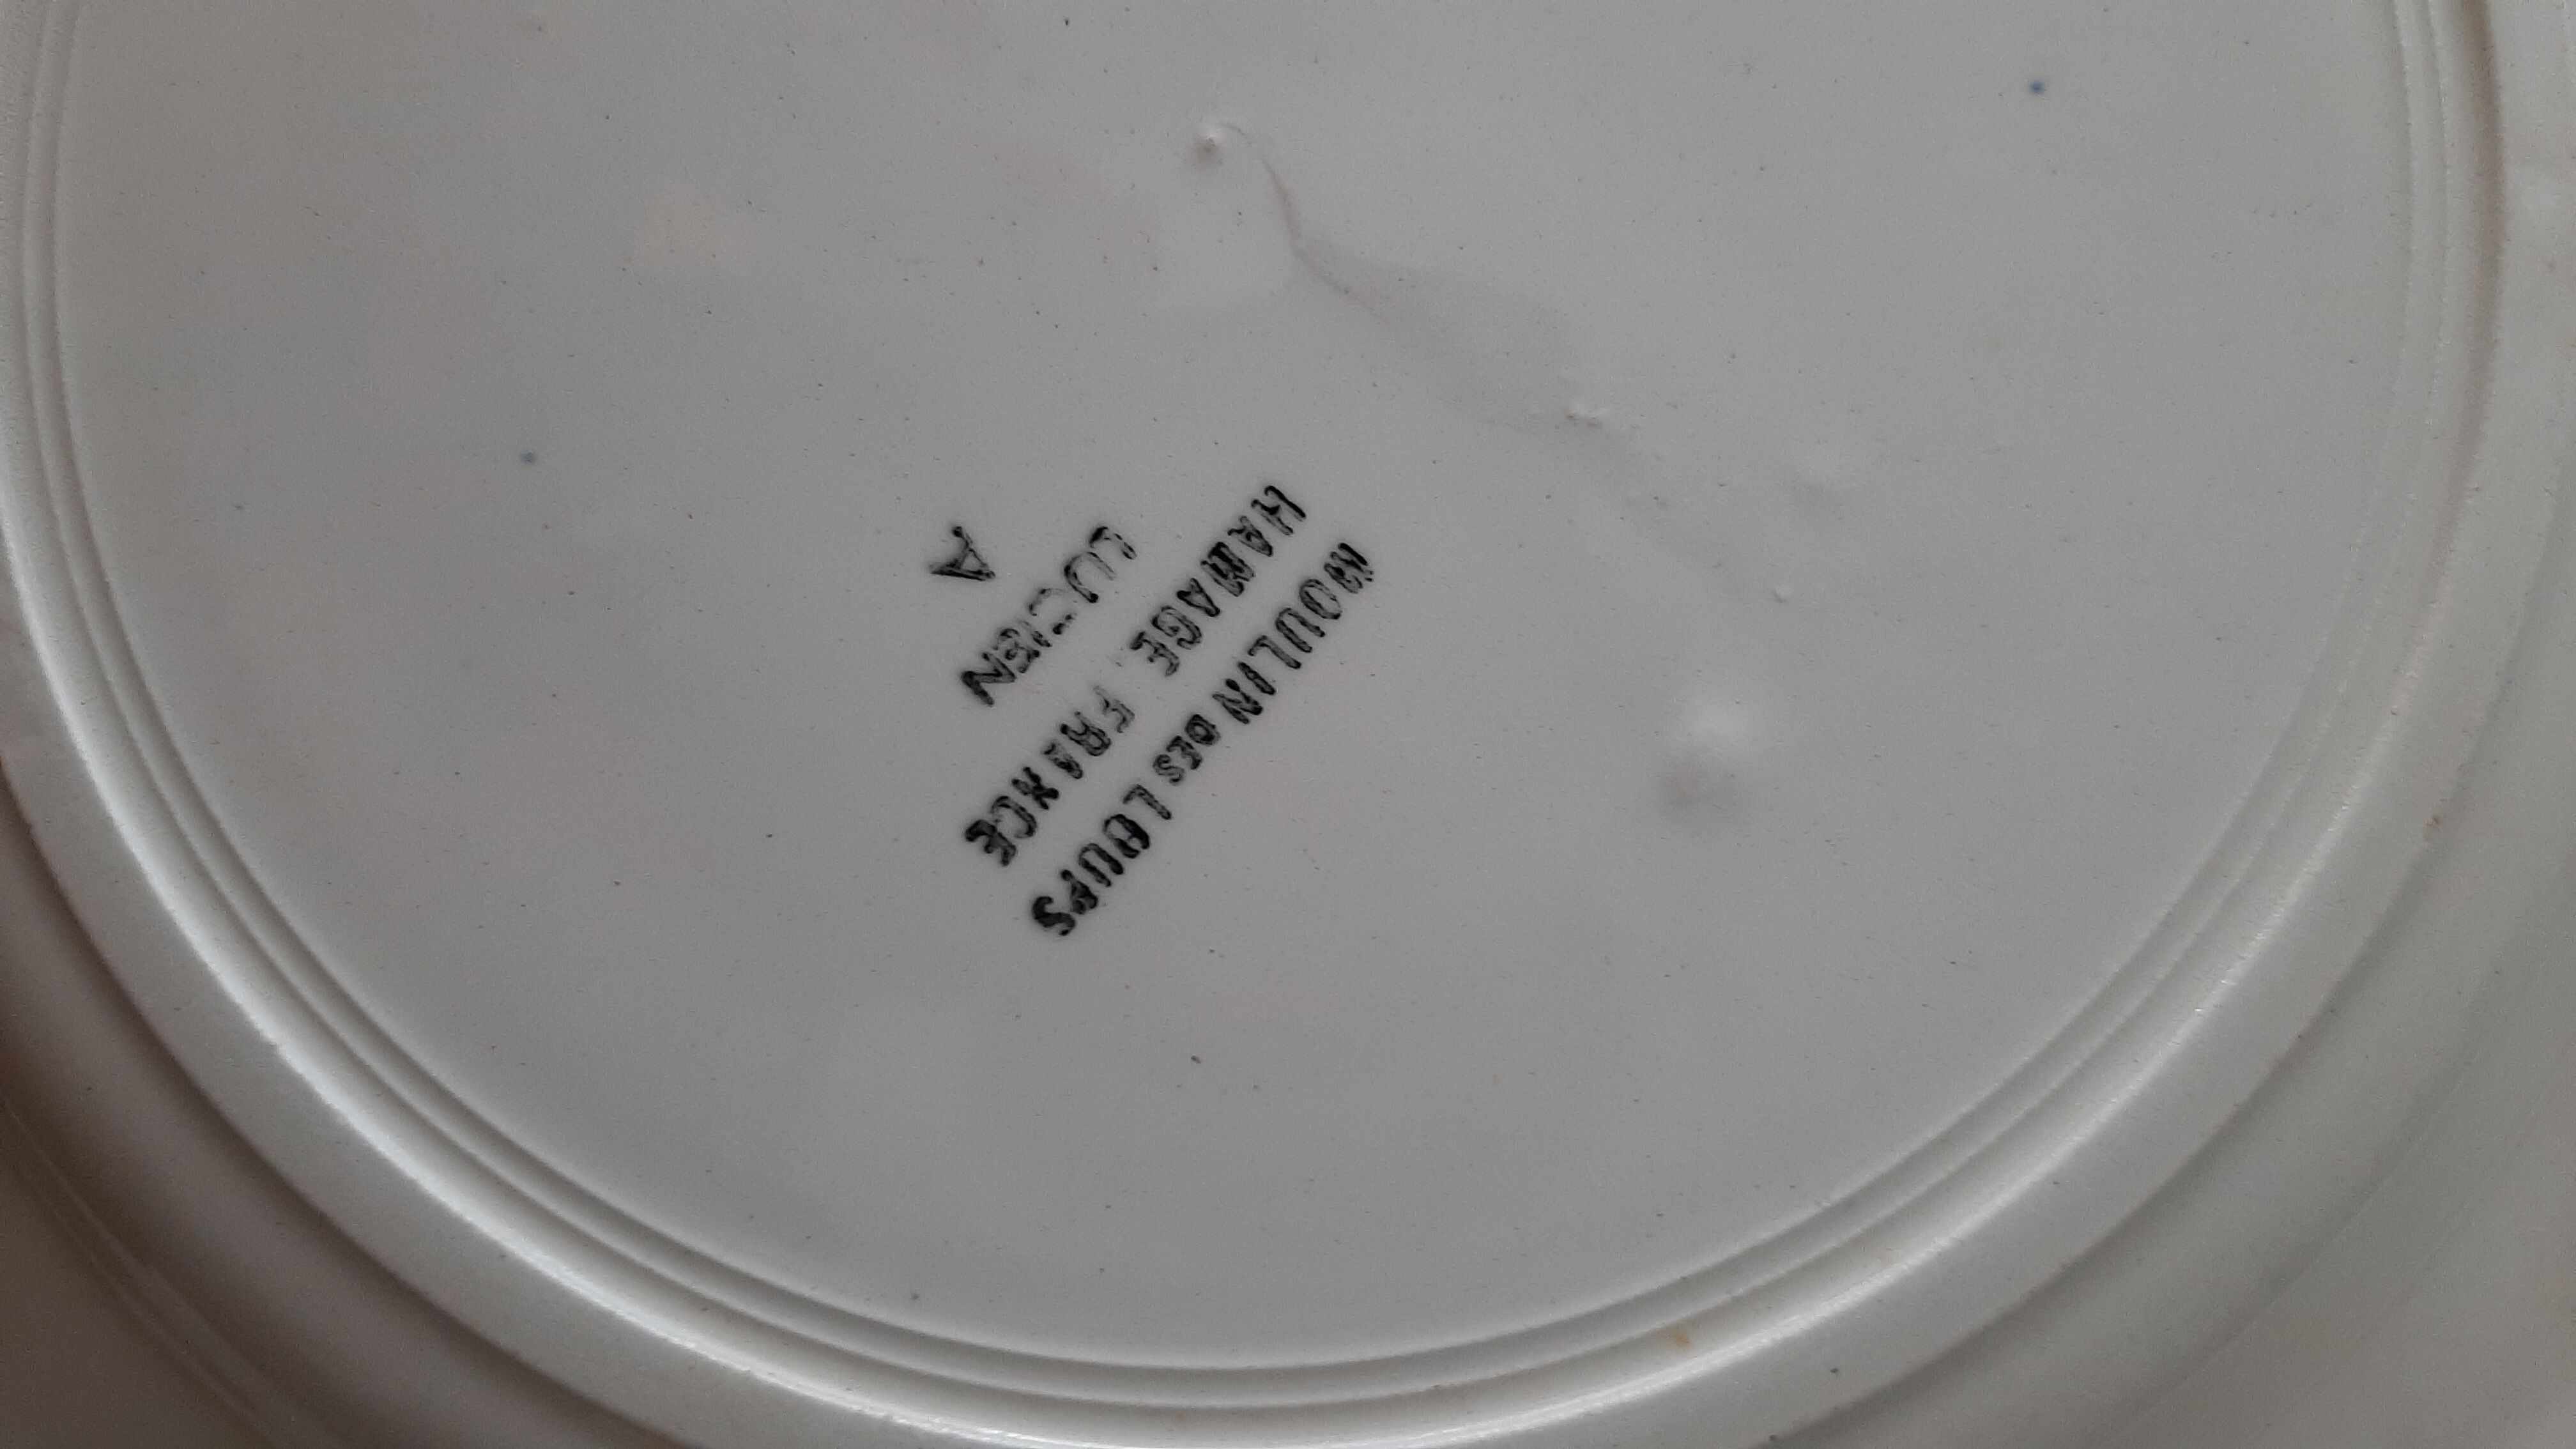 MOULIN DES LOUPS
HAMAGE FRANCE
LUCIEN
A